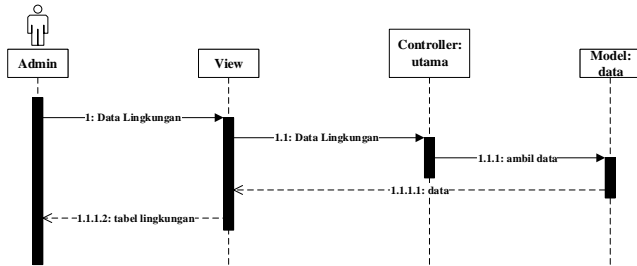 Admin
View
Controller:
utama
Model:
data
1: Data Lingkungan
1.1: Data Lingkungan
1.1.1: ambil data
1.1.1.1: data
1.1.1.2: tabel lingkungan